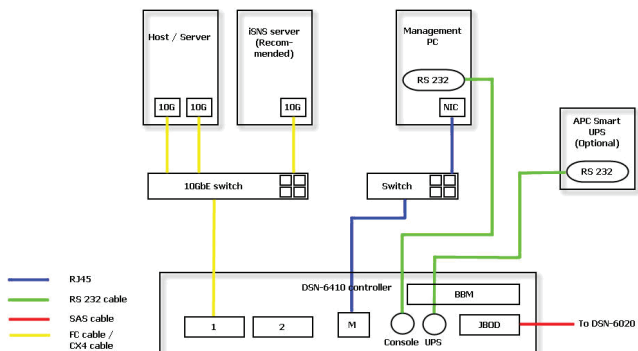 Host / Server
10G
10G
iSNS server
(Recom-
mended)
10G
Management
PC
RS 232
NIC
APC Smart
UPS
(Optional)
RS 232
10GbE switch
Switch
RJ45
RS 232 cable
SAS cable
FC cable /
CX4 cable
DSN-6410 controller
BBM
1
2
M
Console
UPS
JBOD
To DSN-6020